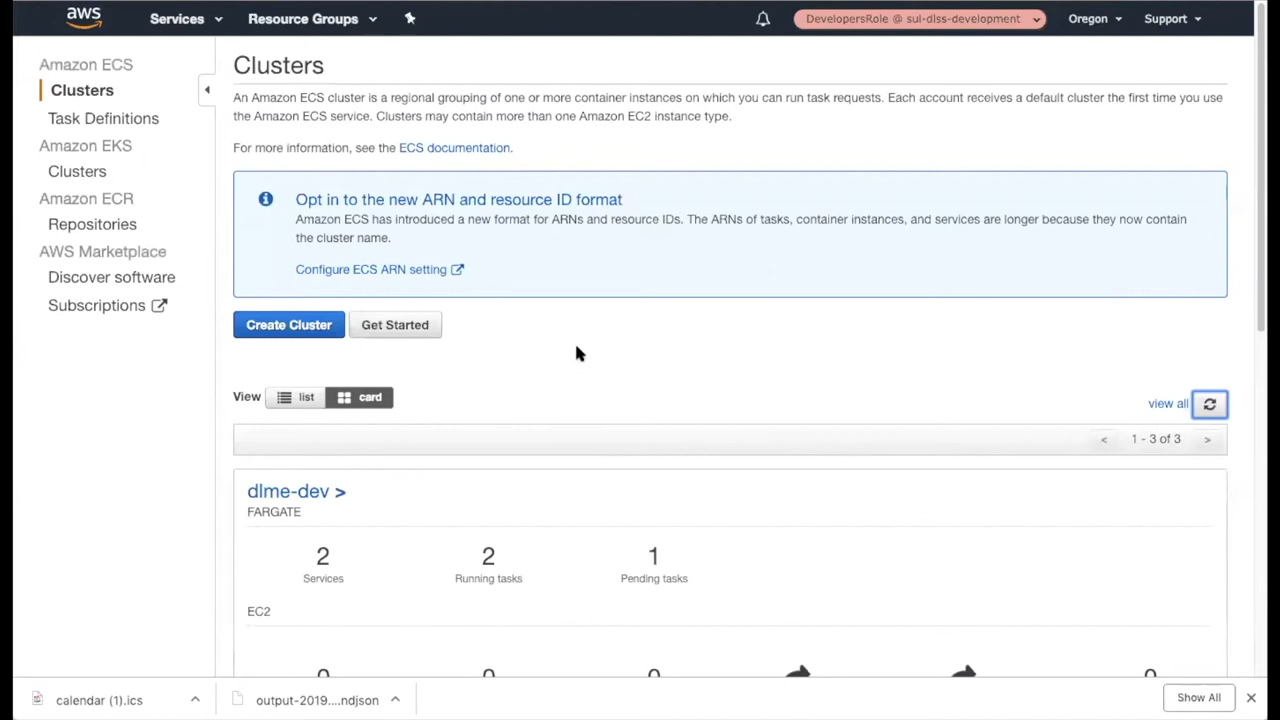 aws
Services
Resource Groups
DevelopersRole @ sul-dlss-development
Oregon
Support
Amazon ECS
Clusters
Task Definitions
Amazon EKS
Clusters
Amazon ECR
Repositories
AWS Marketplace
Discover software
Subscriptions
Clusters
An Amazon ECS cluster is a regional grouping of one or more container instances on which you can run task requests. Each account receives a default cluster the first time you use
the Amazon ECS service. Clusters may contain more than one Amazon EC2 instance type.
For more information, see the ECS documentation.
Opt in to the new ARN and resource ID format
Amazon ECS has introduced a new format for ARNs and resource IDs. The ARNs of tasks, container instances, and services are longer because they now contain
the cluster name.
Configure ECS ARN setting
Create Cluster
Get Started
View
list
card
view all
< 1 - 3 of 3 >
dlme-dev >
FARGATE
2
2
1
Services
Running tasks
Pending tasks
EC2
calendar (1).ics
output-2019....ndjson
Show All